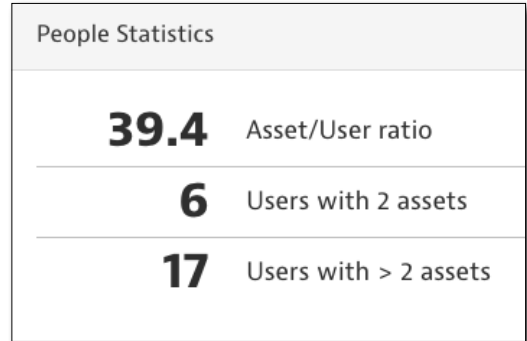 People Statistics
39.4 Asset/User ratio
6 Users with 2 assets
17 Users with > 2 assets